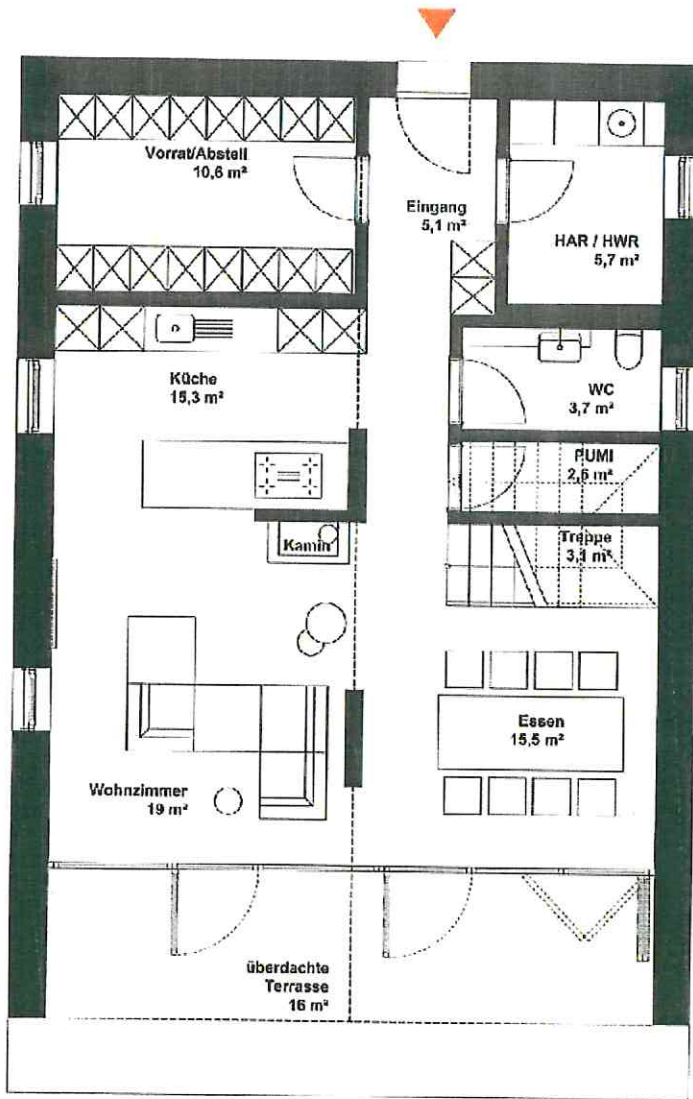 Vorrat/Abstell
10,6 m²
Eingang
5,1 m²
HAR / HWR
5,7 m²
Küche
15,3 m²
WC
3,7 m²
PUMI
2,6 m²
Kamin
Treppe
3,1 m²
Essen
15,5 m²
Wohnzimmer
19 m²
überdachte
Terrasse
16 m²